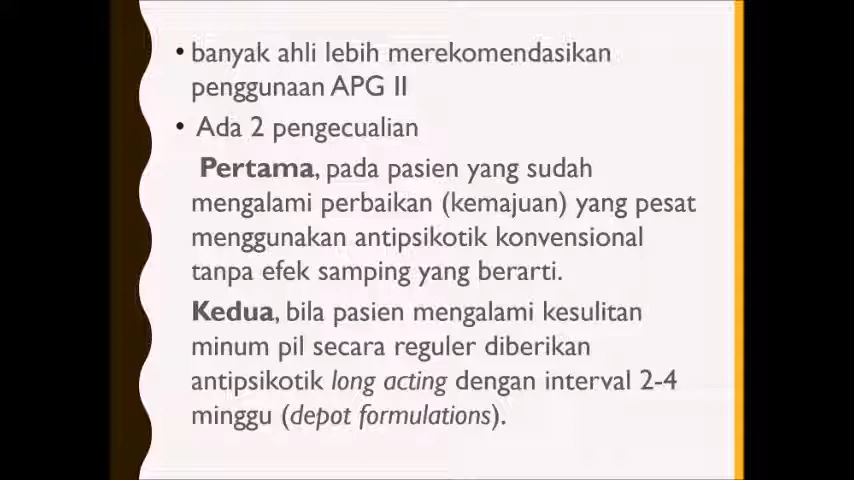 • banyak ahli lebih merekomendasikan
penggunaan APG II
• Ada 2 pengecualian
Pertama, pada pasien yang sudah
mengalami perbaikan (kemajuan) yang pesat
menggunakan antipsikotik konvensional
tanpa efek samping yang berarti.
Kedua, bila pasien mengalami kesulitan
minum pil secara reguler diberikan
antipsikotik long acting dengan interval 2-4
minggu (depot formulations).